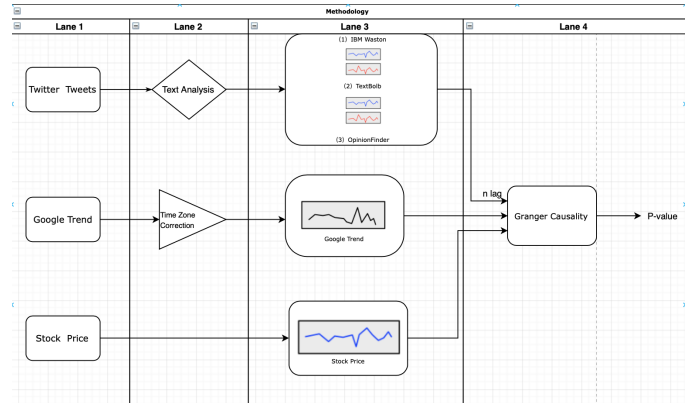 Methodology
Lane 1
Lane 2
Lane 3
Lane 4
Twitter Tweets
Text Analysis
(1) IBM Waston
(2) TextBolb
(3) OpinionFinder
Google Trend
Time Zone
Correction
Google Trend
n lag
Granger Causality
P-value
Stock Price
Stock Price